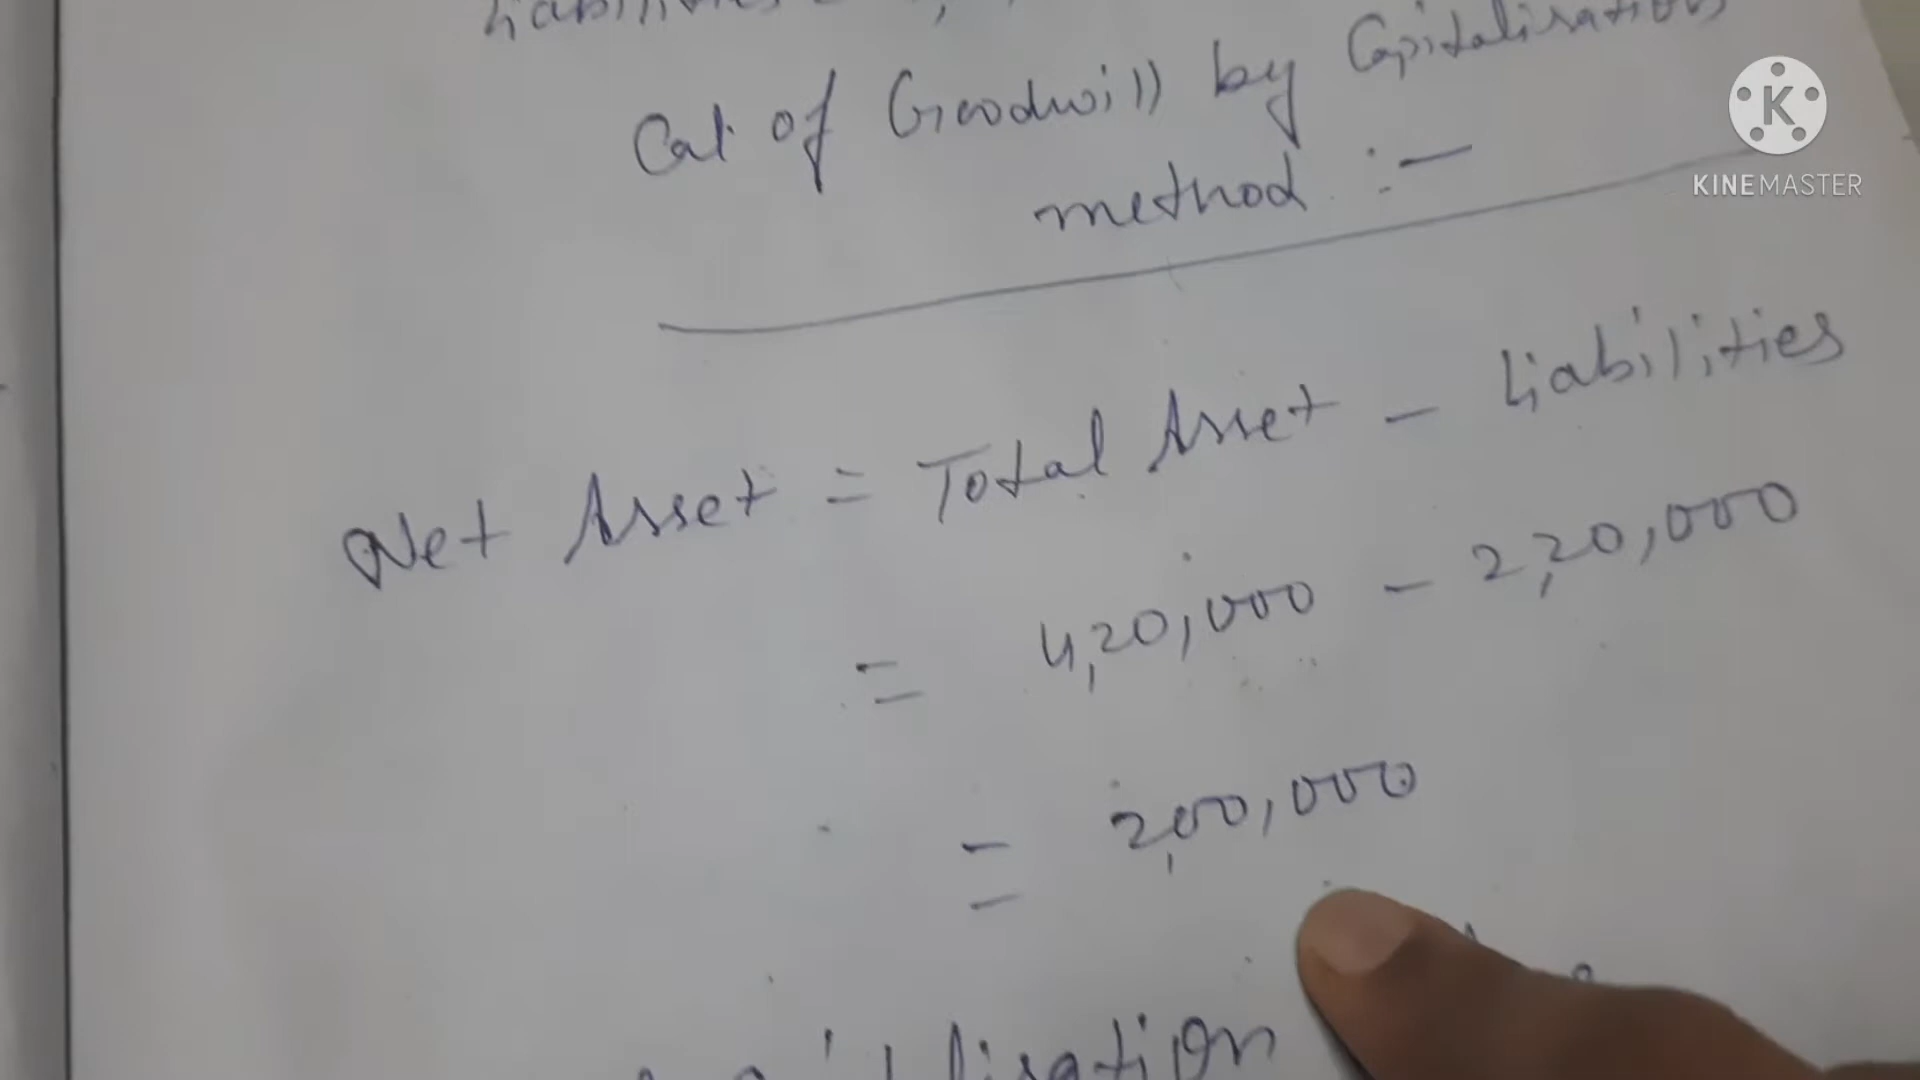 Liabilities
Cal. of Goodwill by Capitalisation
method :-
K
KINEMASTER
Net Asset = Total Asset - Liabilities
= 4,20,000 - 2,20,000
= 2,00,000